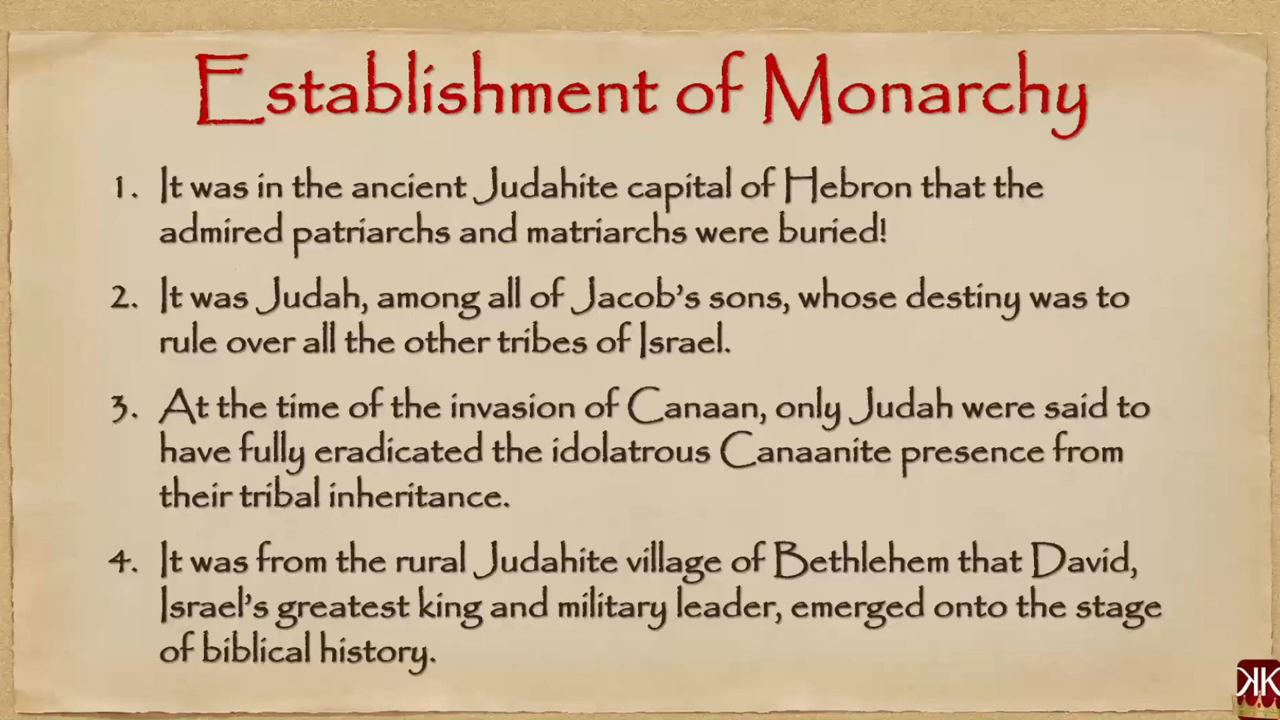 Establishment of Monarchy
1. It was in the ancient Judahite capital of Hebron that the
admired patriarchs and matriarchs were buried!
2. It was Judah, among all of Jacob's sons, whose destiny was to
rule over all the other tribes of Israel.
3. At the time of the invasion of Canaan, only Judah were said to
have fully eradicated the idolatrous Canaanite presence from
their tribal inheritance.
4. It was from the rural Judahite village of Bethlehem that David,
Israel's greatest king and military leader, emerged onto the stage
of biblical history.
KK